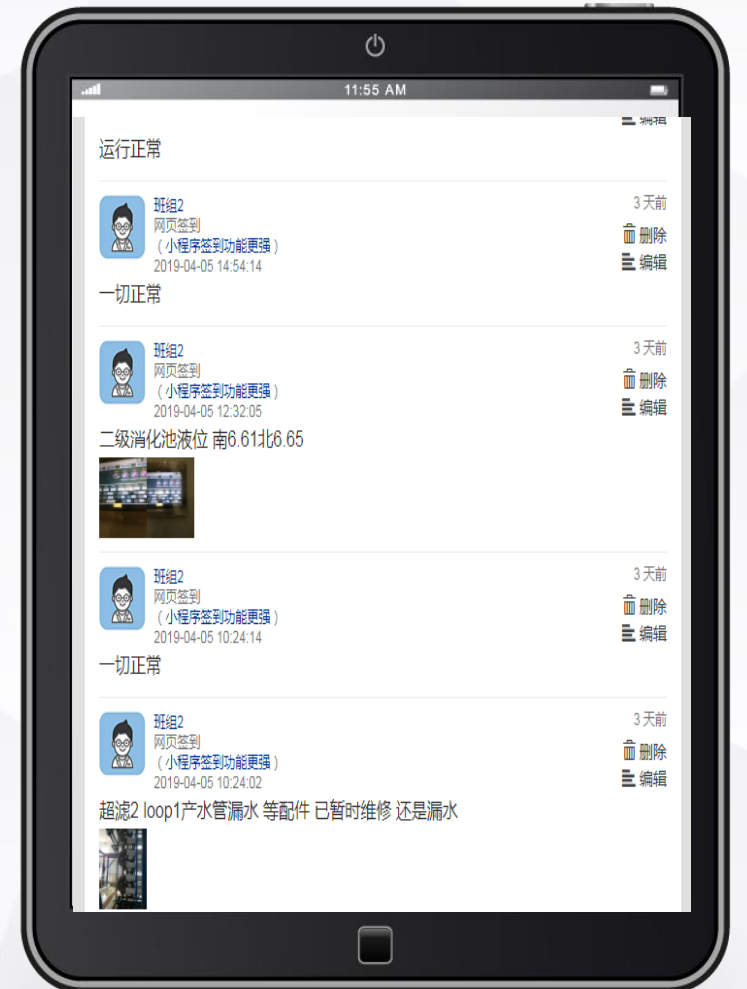 11:55 AM
编辑
运行正常
班组2
3 天前
网页签到
删除
（小程序签到功能更强）
编辑
2019-04-05 14:54:14
一切正常
班组2
3 天前
网页签到
删除
（小程序签到功能更强）
编辑
2019-04-05 12:32:05
二级消化池液位 南6.61北6.65
班组2
3 天前
网页签到
删除
（小程序签到功能更强）
编辑
2019-04-05 10:24:14
一切正常
班组2
3 天前
网页签到
删除
（小程序签到功能更强）
编辑
2019-04-05 10:24:02
超滤2 loop1产水管漏水 等配件 已暂时维修 还是漏水